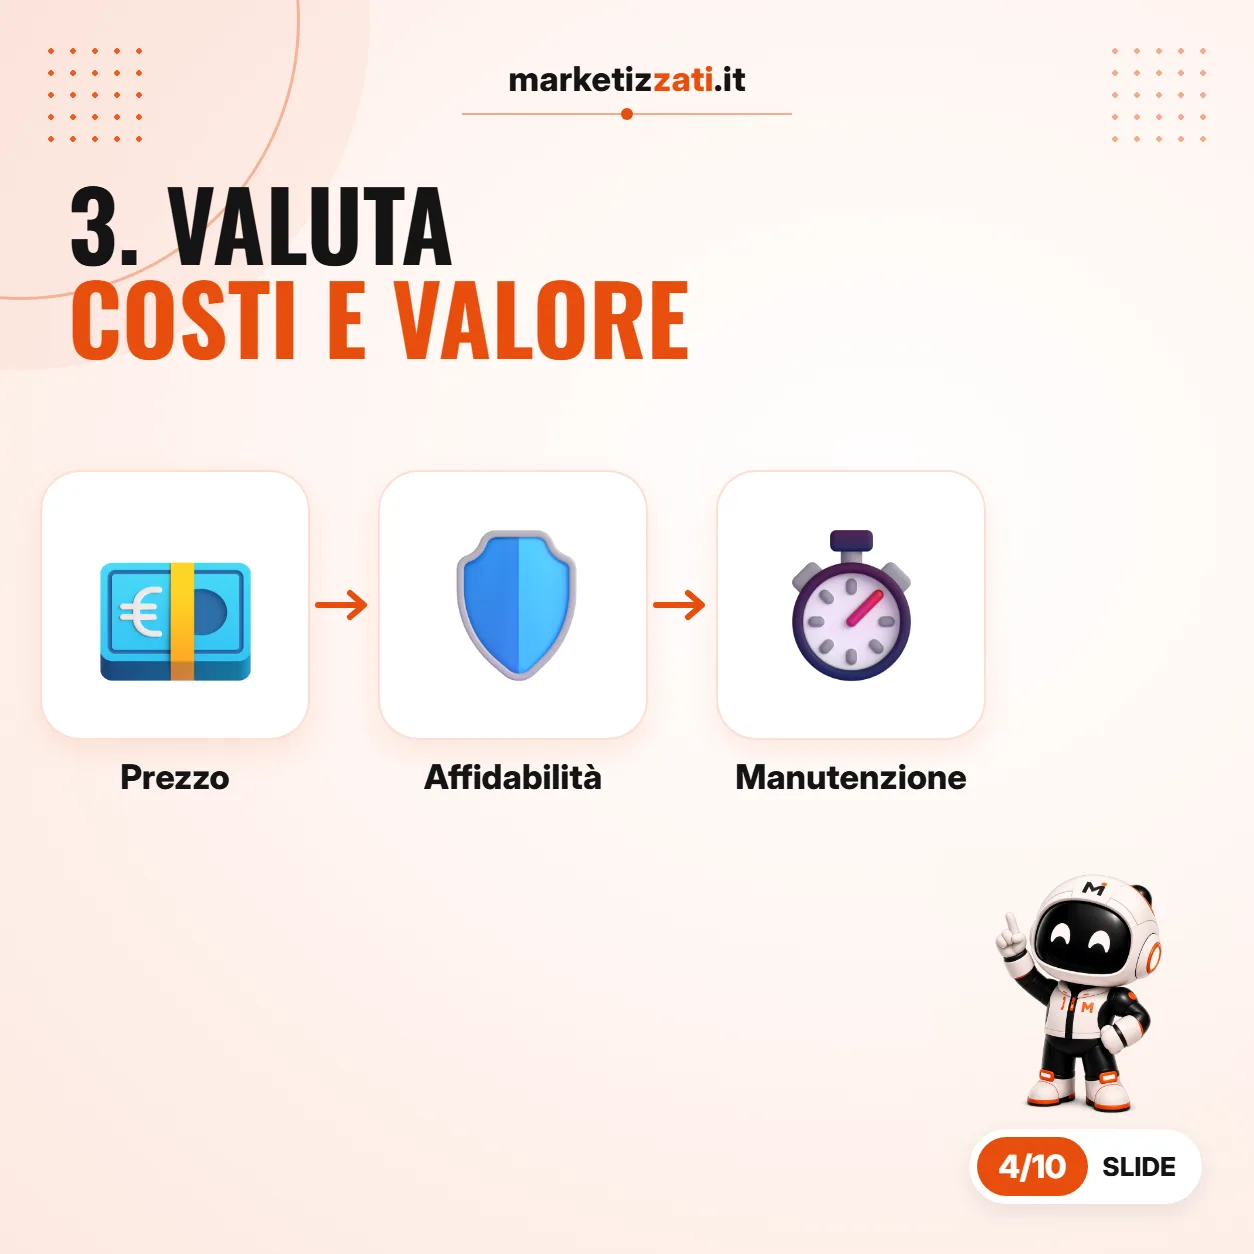 marketizzati.it
3. VALUTA
COSTI E VALORE
€
Prezzo
Affidabilità
Manutenzione
M
M
4/10 SLIDE